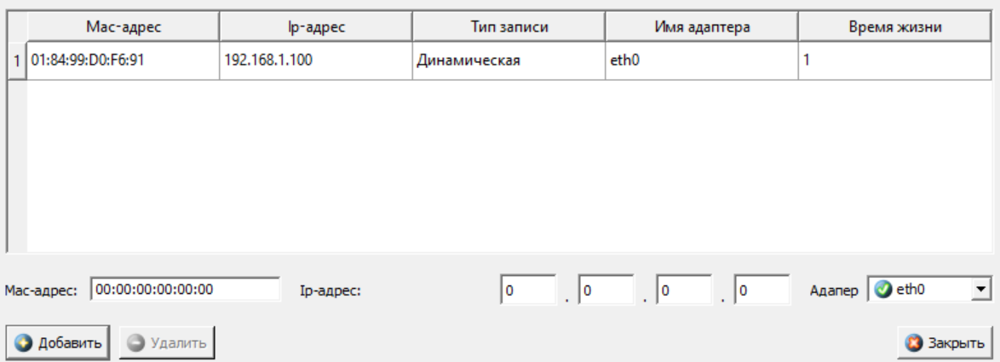 Mac-адрес Ip-адрес Тип записи Имя адаптера Время жизни
1 01:84:99:D0:F6:91 192.168.1.100 Динамическая eth0 1
Mac-адрес: 00:00:00:00:00:00 Ip-адрес: 0 . 0 . 0 . 0 Адапер eth0
Добавить Удалить Закрыть